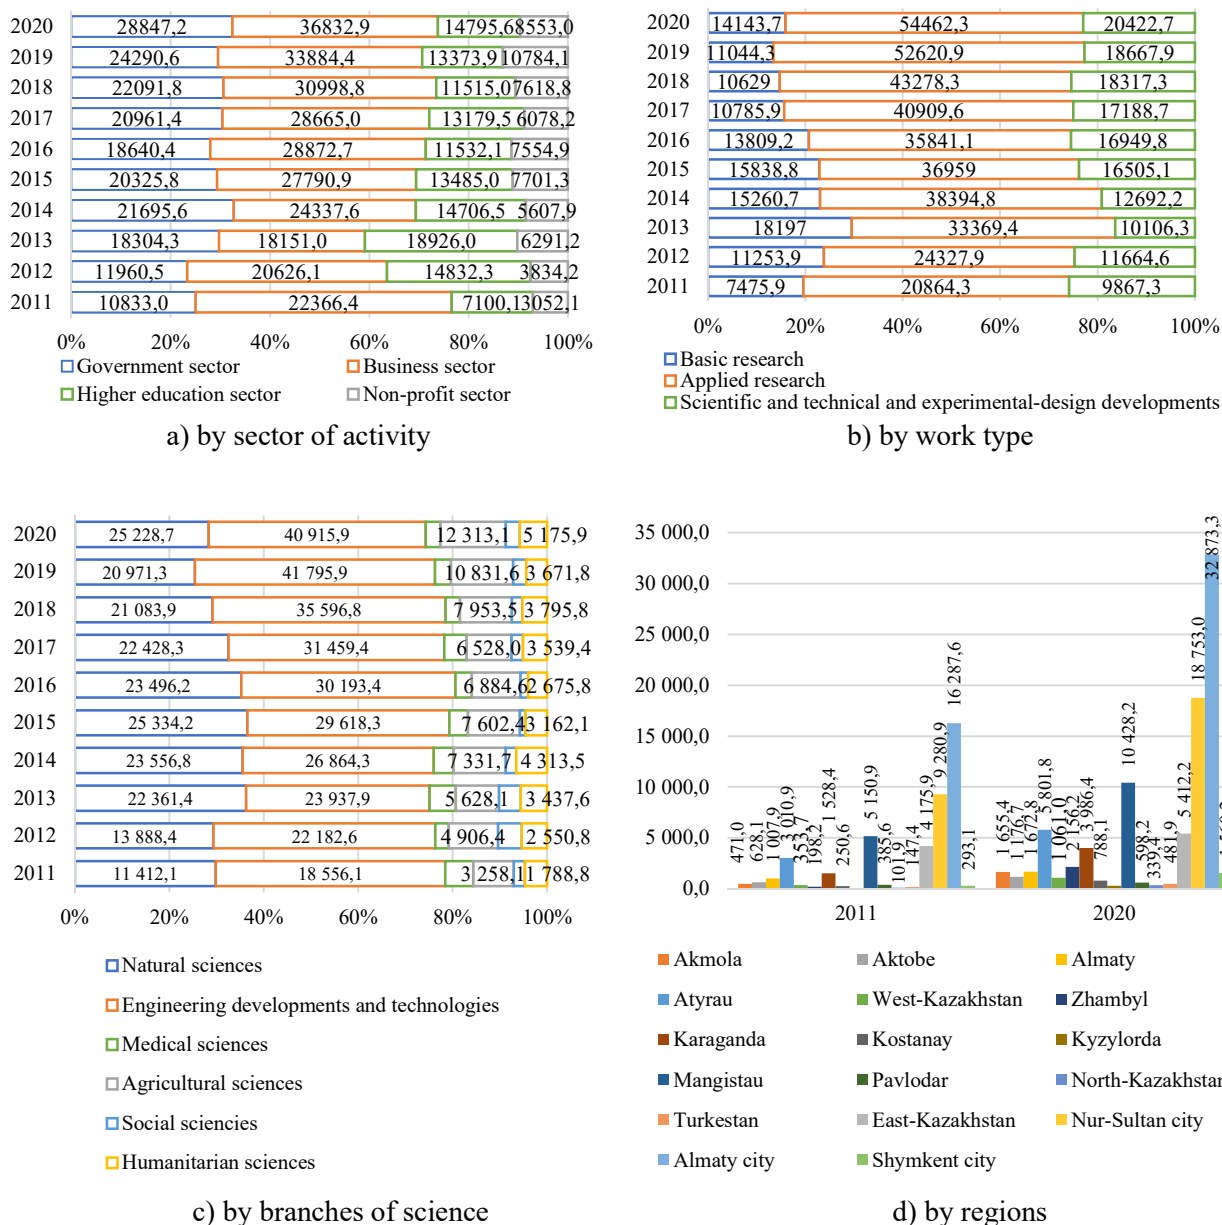 2020 28847,2 36832,9 14795,6 8553,0
2019 24290,6 33884,4 13373,9 10784,1
2018 22091,8 30998,8 11515,0 7618,8
2017 20961,4 28665,0 13179,5 6078,2
2016 18640,4 28872,7 11532,1 7554,9
2015 20325,8 27790,9 13485,0 7701,3
2014 21695,6 24337,6 14706,5 5607,9
2013 18304,3 18151,0 18926,0 6291,2
2012 11960,5 20626,1 14832,3 3834,2
2011 10833,0 22366,4 7100,1 3052,1
0% 20% 40% 60% 80% 100%
Government sector Business sector
Higher education sector Non-profit sector
a) by sector of activity
2020 14143,7 54462,3 20422,7
2019 11044,3 52620,9 18667,9
2018 10629 43278,3 18317,3
2017 10785,9 40909,6 17188,7
2016 13809,2 35841,1 16949,8
2015 15838,8 36959 16505,1
2014 15260,7 38394,8 12692,2
2013 18197 33369,4 10106,3
2012 11253,9 24327,9 11664,6
2011 7475,9 20864,3 9867,3
0% 20% 40% 60% 80% 100%
Basic research
Applied research
Scientific and technical and experimental-design developments
b) by work type
2020 25 228,7 40 915,9 12 313,1 5 175,9
2019 20 971,3 41 795,9 10 831,6 3 671,8
2018 21 083,9 35 596,8 7 953,5 3 795,8
2017 22 428,3 31 459,4 6 528,0 3 539,4
2016 23 496,2 30 193,4 6 884,6 2 675,8
2015 25 334,2 29 618,3 7 602,4 3 162,1
2014 23 556,8 26 864,3 7 331,7 4 313,5
2013 22 361,4 23 937,9 5 628,1 3 437,6
2012 13 888,4 22 182,6 4 906,4 2 550,8
2011 11 412,1 18 556,1 3 258,1 1 788,8
0% 20% 40% 60% 80% 100%
Natural sciences
Engineering developments and technologies
Medical sciences
Agricultural sciences
Social sciencies
Humanitarian sciences
c) by branches of science
35 000,0
30 000,0
25 000,0
20 000,0
15 000,0
10 000,0
5 000,0
0,0
471,0 628,1 1 007,9 3 010,9 353,7 198,2 1 528,4 250,6 5 150,9 385,6 101,9 147,4 4 175,9 9 280,9 16 287,6 293,1
1 655,4 1 176,7 1 672,8 5 801,8 1 061,0 2 156,2 3 986,4 788,1 10 428,2 598,2 339,4 481,9 5 412,2 18 753,0 32 873,3
2011 2020
Akmola Aktobe Almaty
Atyrau West-Kazakhstan Zhambyl
Karaganda Kostanay Kyzylorda
Mangistau Pavlodar North-Kazakhstan
Turkestan East-Kazakhstan Nur-Sultan city
Almaty city Shymkent city
d) by regions